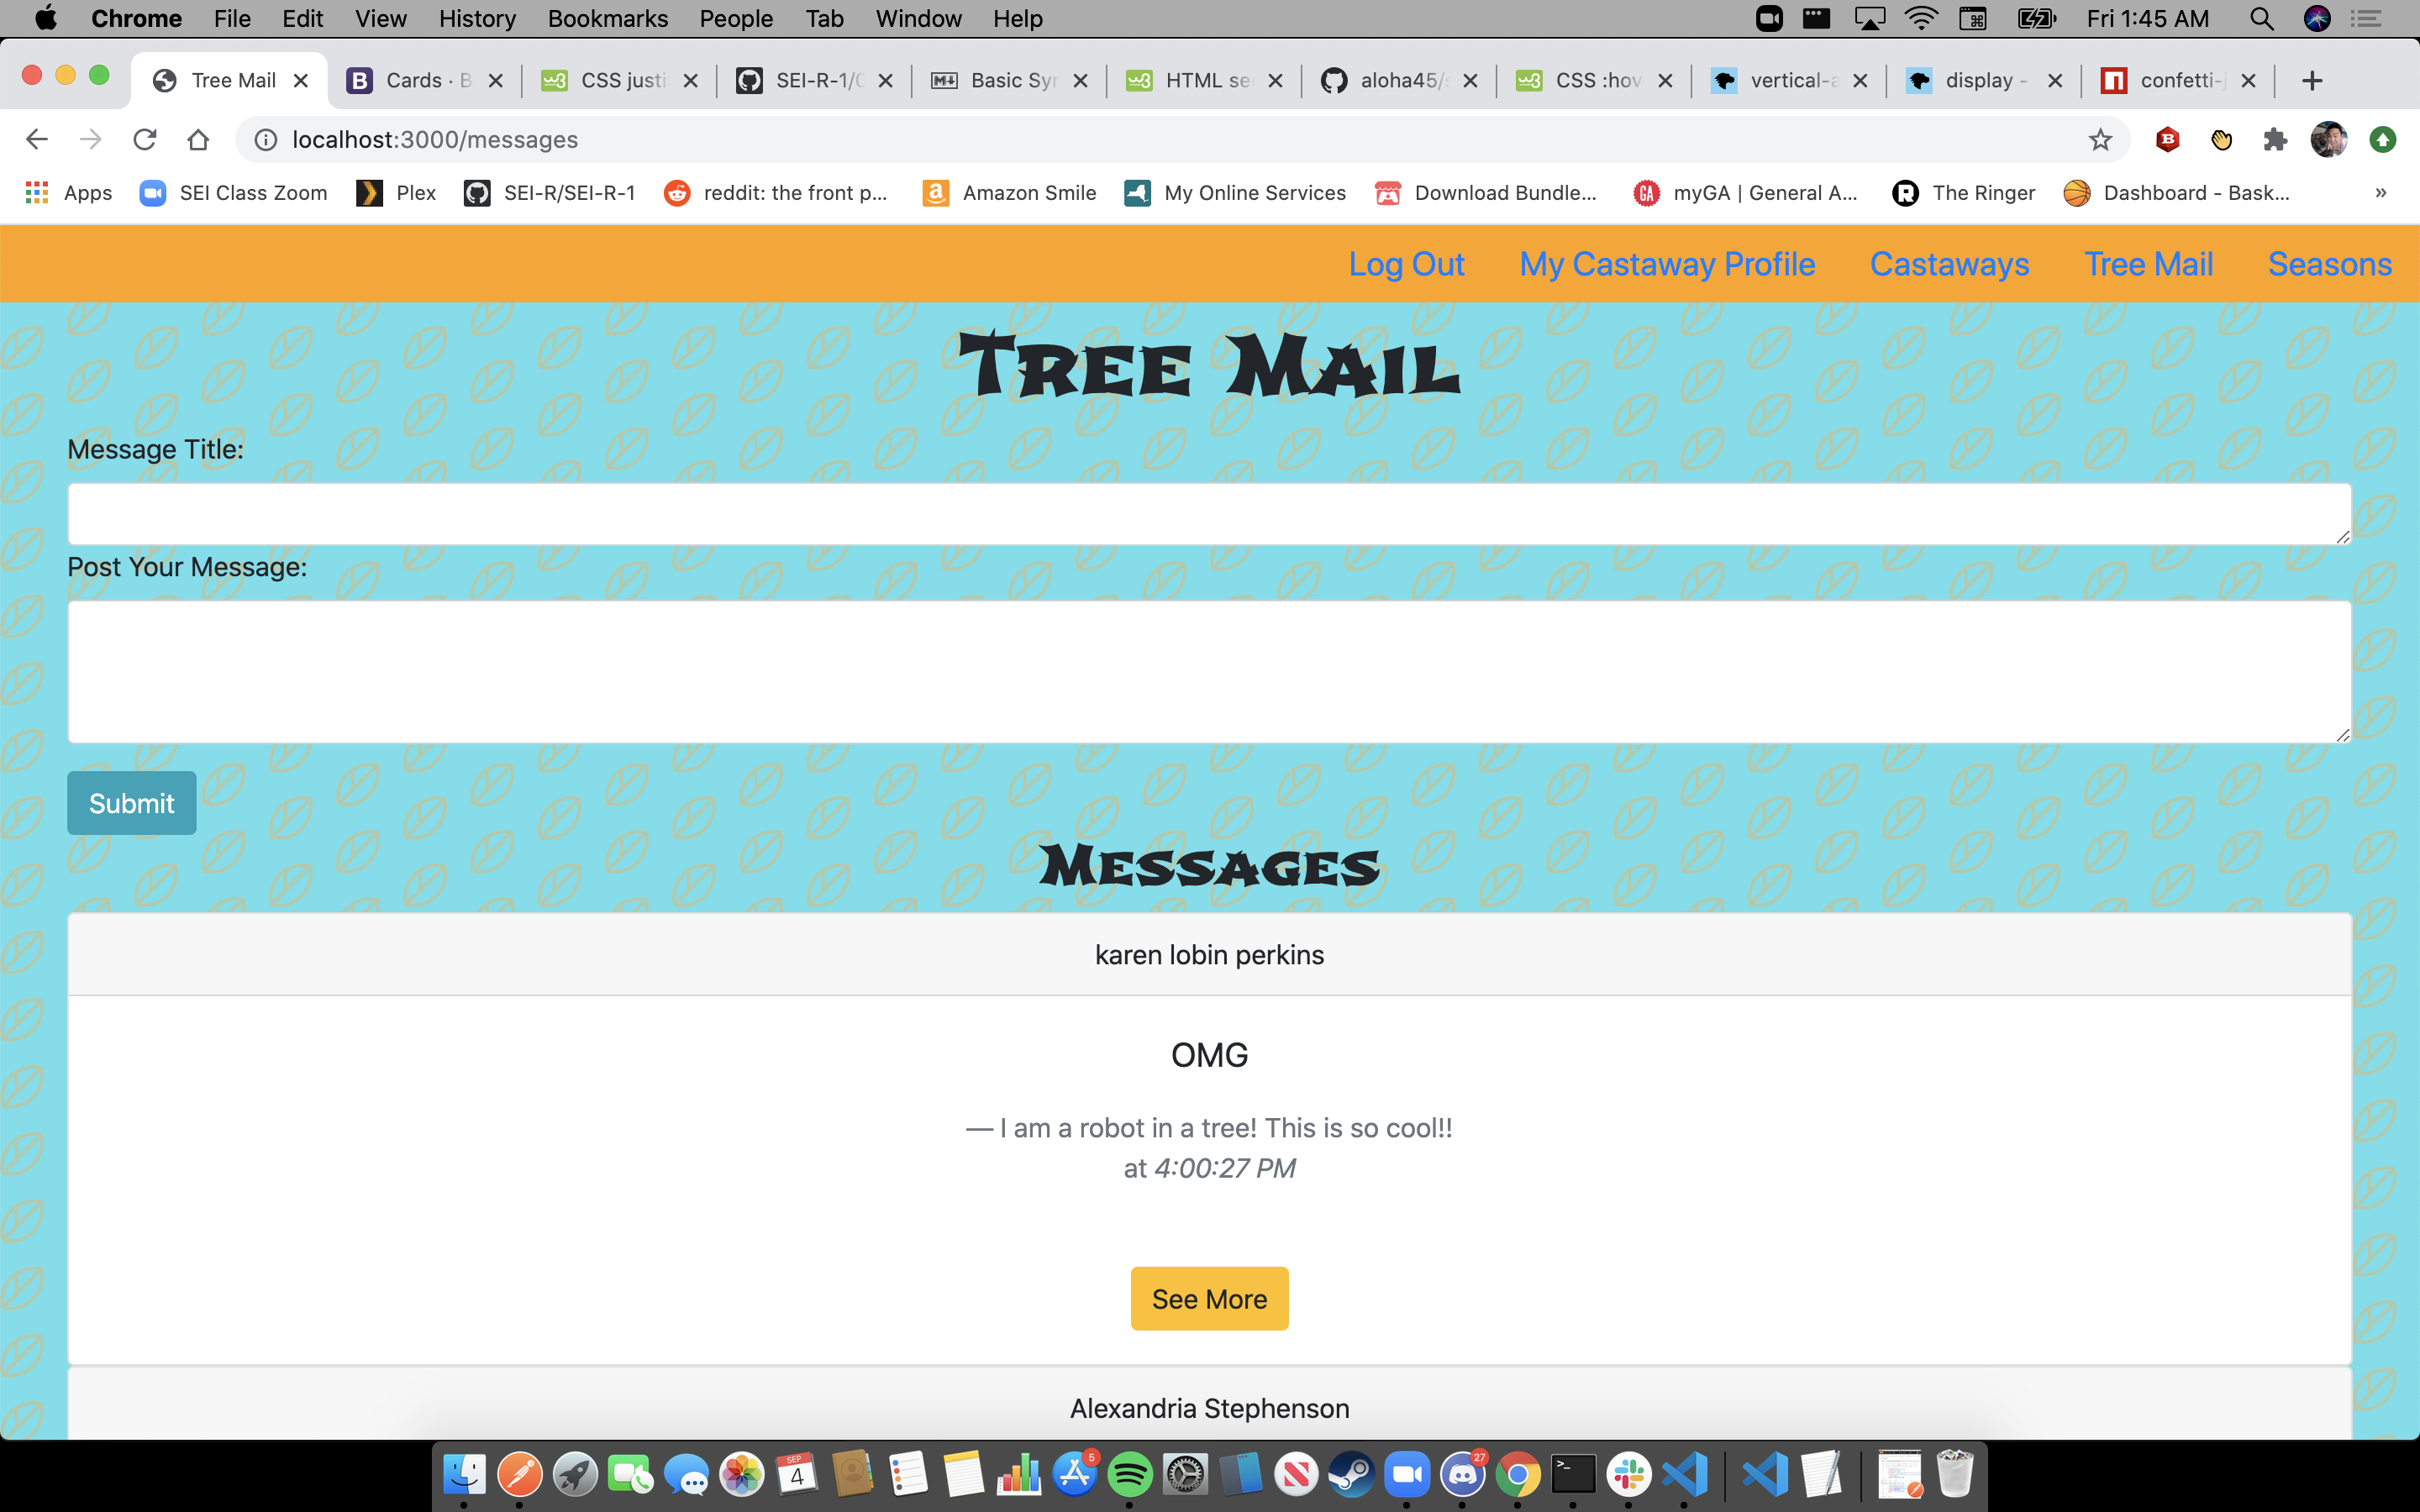 Chrome File Edit View History Bookmarks People Tab Window Help Fri 1:45 AM
Tree Mail Cards · B CSS justi SEI-R-1/ Basic Syn HTML se aloha45/ CSS :hov vertical-a display - confetti-j
localhost:3000/messages
Apps SEI Class Zoom Plex SEI-R/SEI-R-1 reddit: the front p... Amazon Smile My Online Services Download Bundle... myGA | General A... The Ringer Dashboard - Bask... »
Log Out My Castaway Profile Castaways Tree Mail Seasons
Tree Mail
Message Title:
Post Your Message:
Submit
Messages
karen lobin perkins
OMG
— I am a robot in a tree! This is so cool!!
at 4:00:27 PM
See More
Alexandria Stephenson
SEP
4
5
27